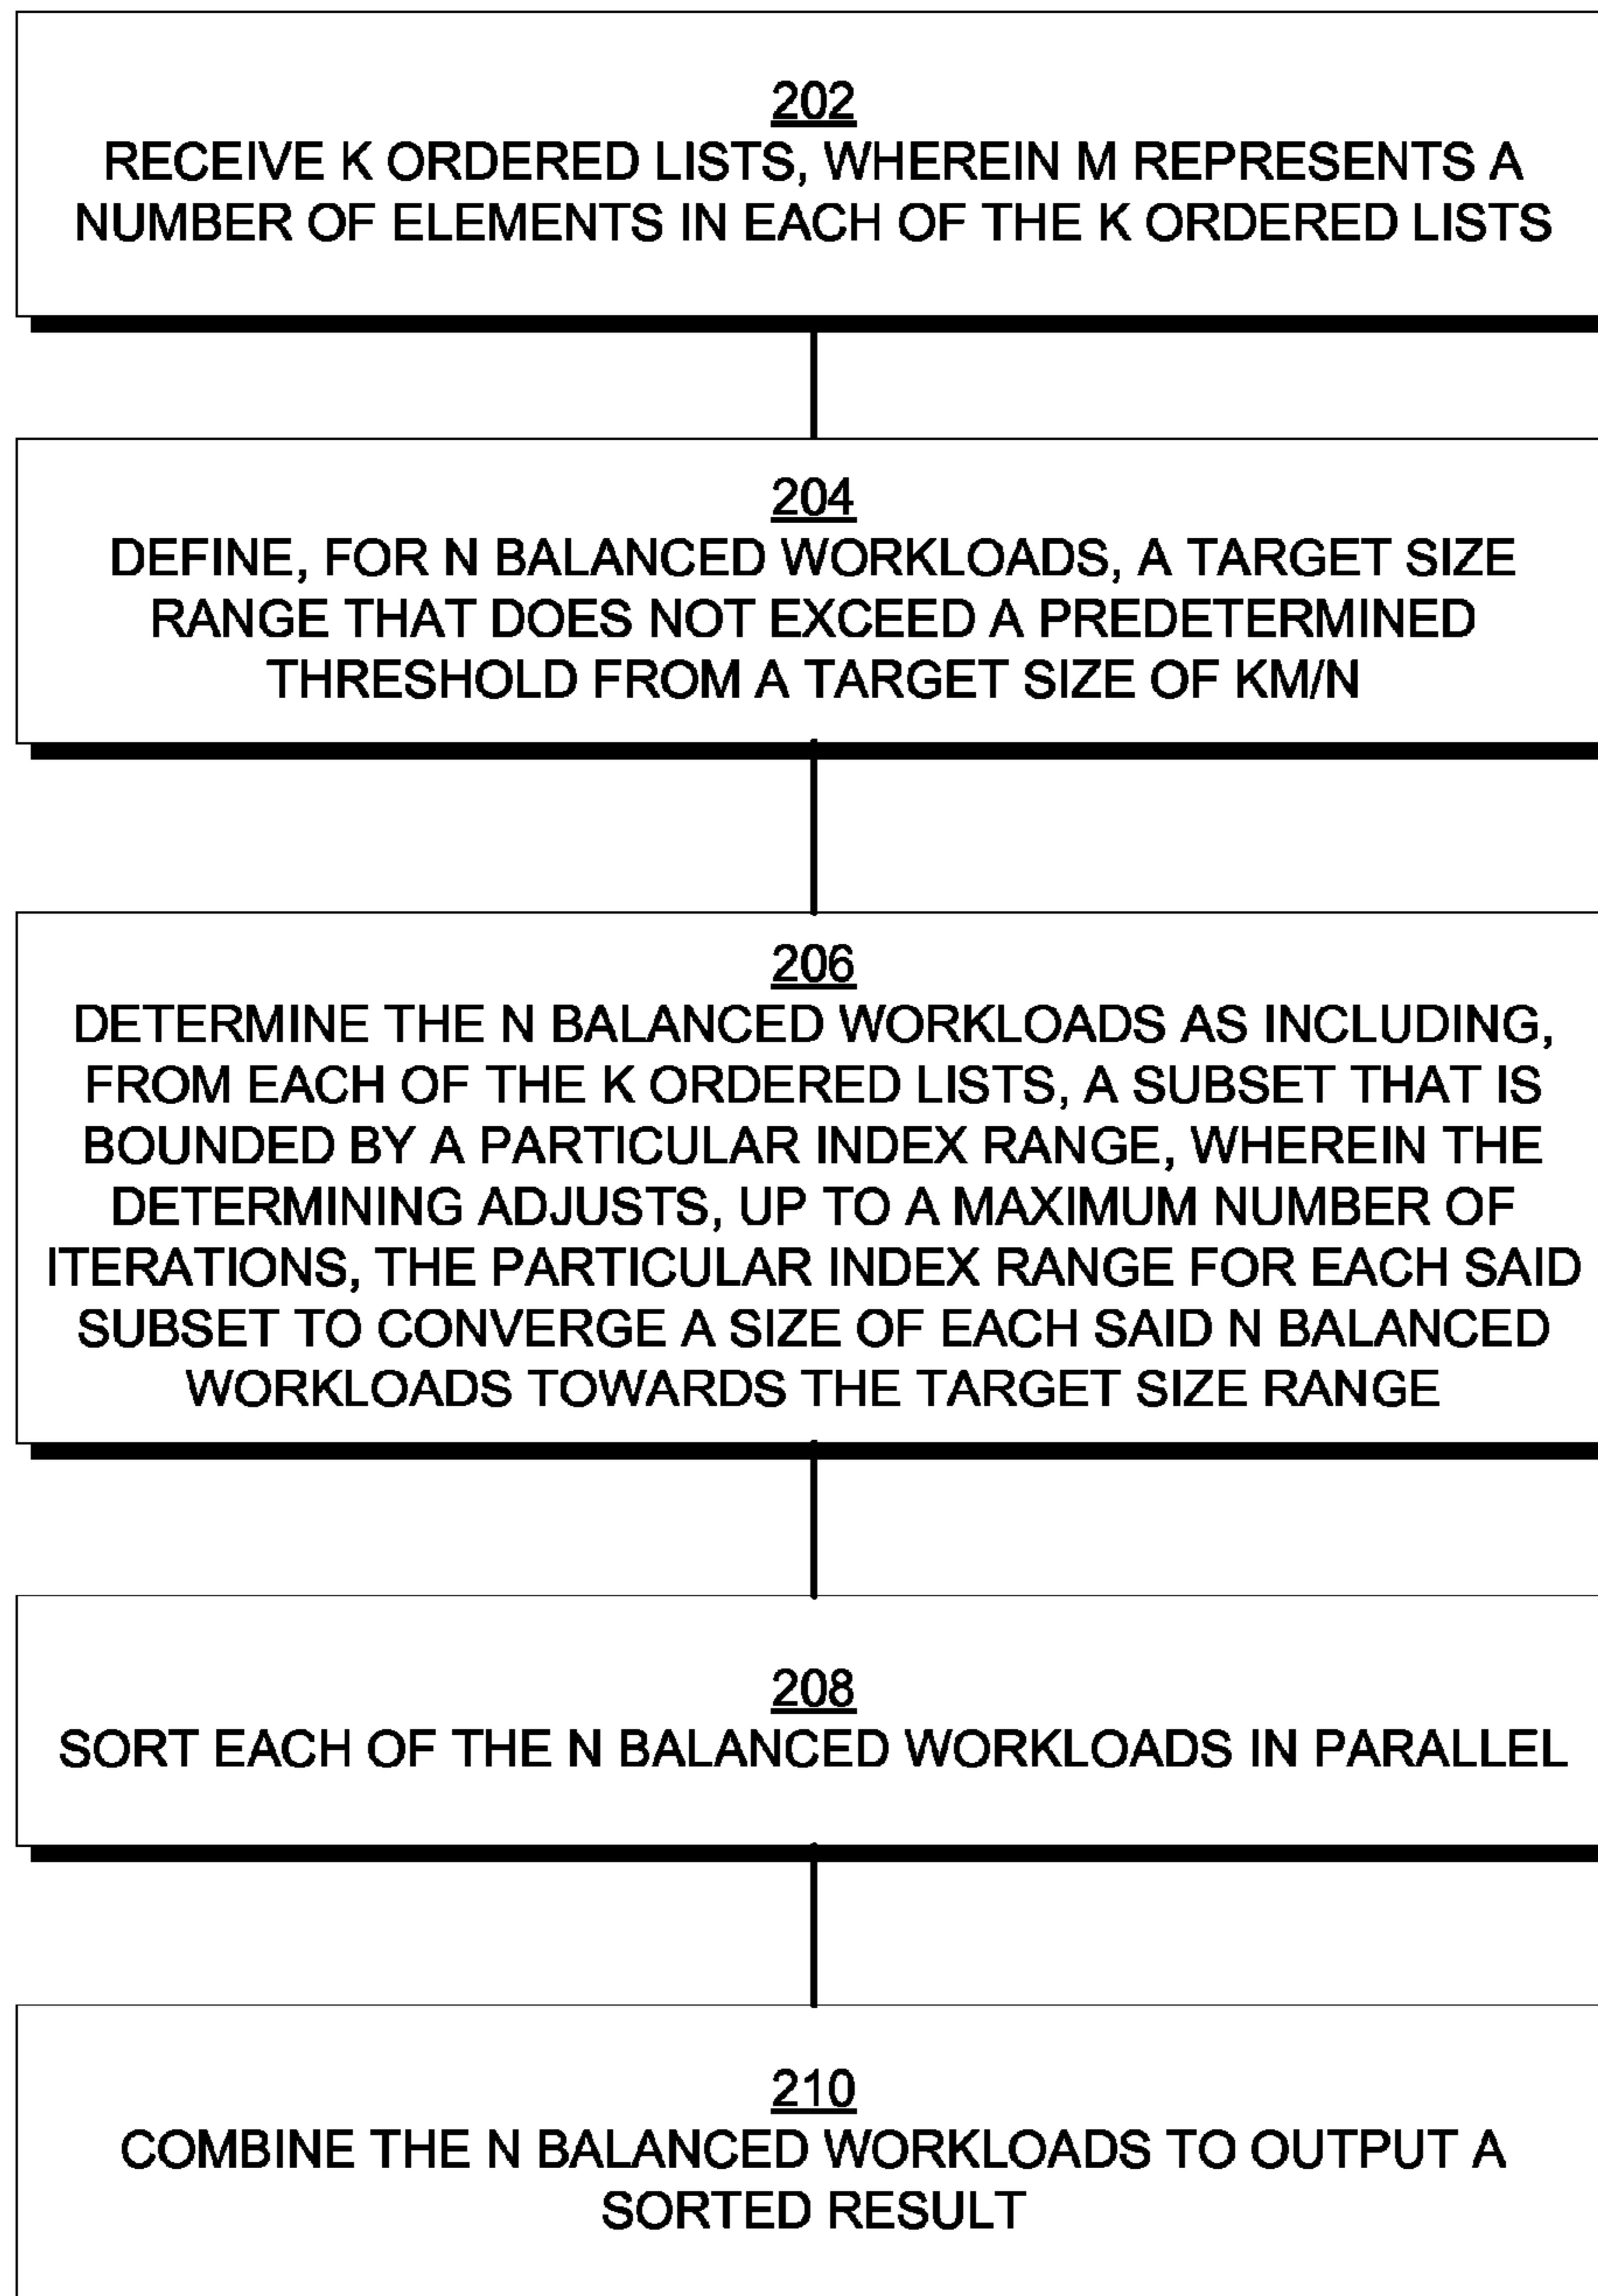 202
RECEIVE K ORDERED LISTS, WHEREIN M REPRESENTS A
NUMBER OF ELEMENTS IN EACH OF THE K ORDERED LISTS
204
DEFINE, FOR N BALANCED WORKLOADS, A TARGET SIZE
RANGE THAT DOES NOT EXCEED A PREDETERMINED
THRESHOLD FROM A TARGET SIZE OF KM/N
206
DETERMINE THE N BALANCED WORKLOADS AS INCLUDING,
FROM EACH OF THE K ORDERED LISTS, A SUBSET THAT IS
BOUNDED BY A PARTICULAR INDEX RANGE, WHEREIN THE
DETERMINING ADJUSTS, UP TO A MAXIMUM NUMBER OF
ITERATIONS, THE PARTICULAR INDEX RANGE FOR EACH SAID
SUBSET TO CONVERGE A SIZE OF EACH SAID N BALANCED
WORKLOADS TOWARDS THE TARGET SIZE RANGE
208
SORT EACH OF THE N BALANCED WORKLOADS IN PARALLEL
210
COMBINE THE N BALANCED WORKLOADS TO OUTPUT A
SORTED RESULT